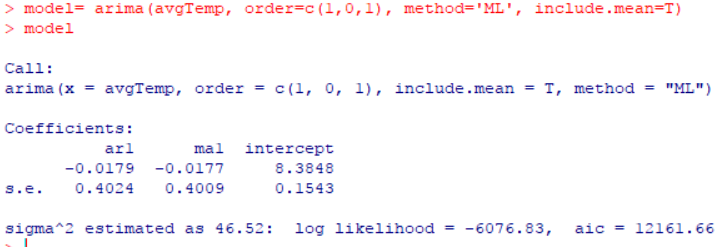 > model= arima(avgTemp, order=c(1,0,1), method='ML', include.mean=T)
> model
Call:
arima(x = avgTemp, order = c(1, 0, 1), include.mean = T, method = "ML")
Coefficients:
ar1 ma1 intercept
-0.0179 -0.0177 8.3848
s.e. 0.4024 0.4009 0.1543
sigma^2 estimated as 46.52: log likelihood = -6076.83, aic = 12161.66
>